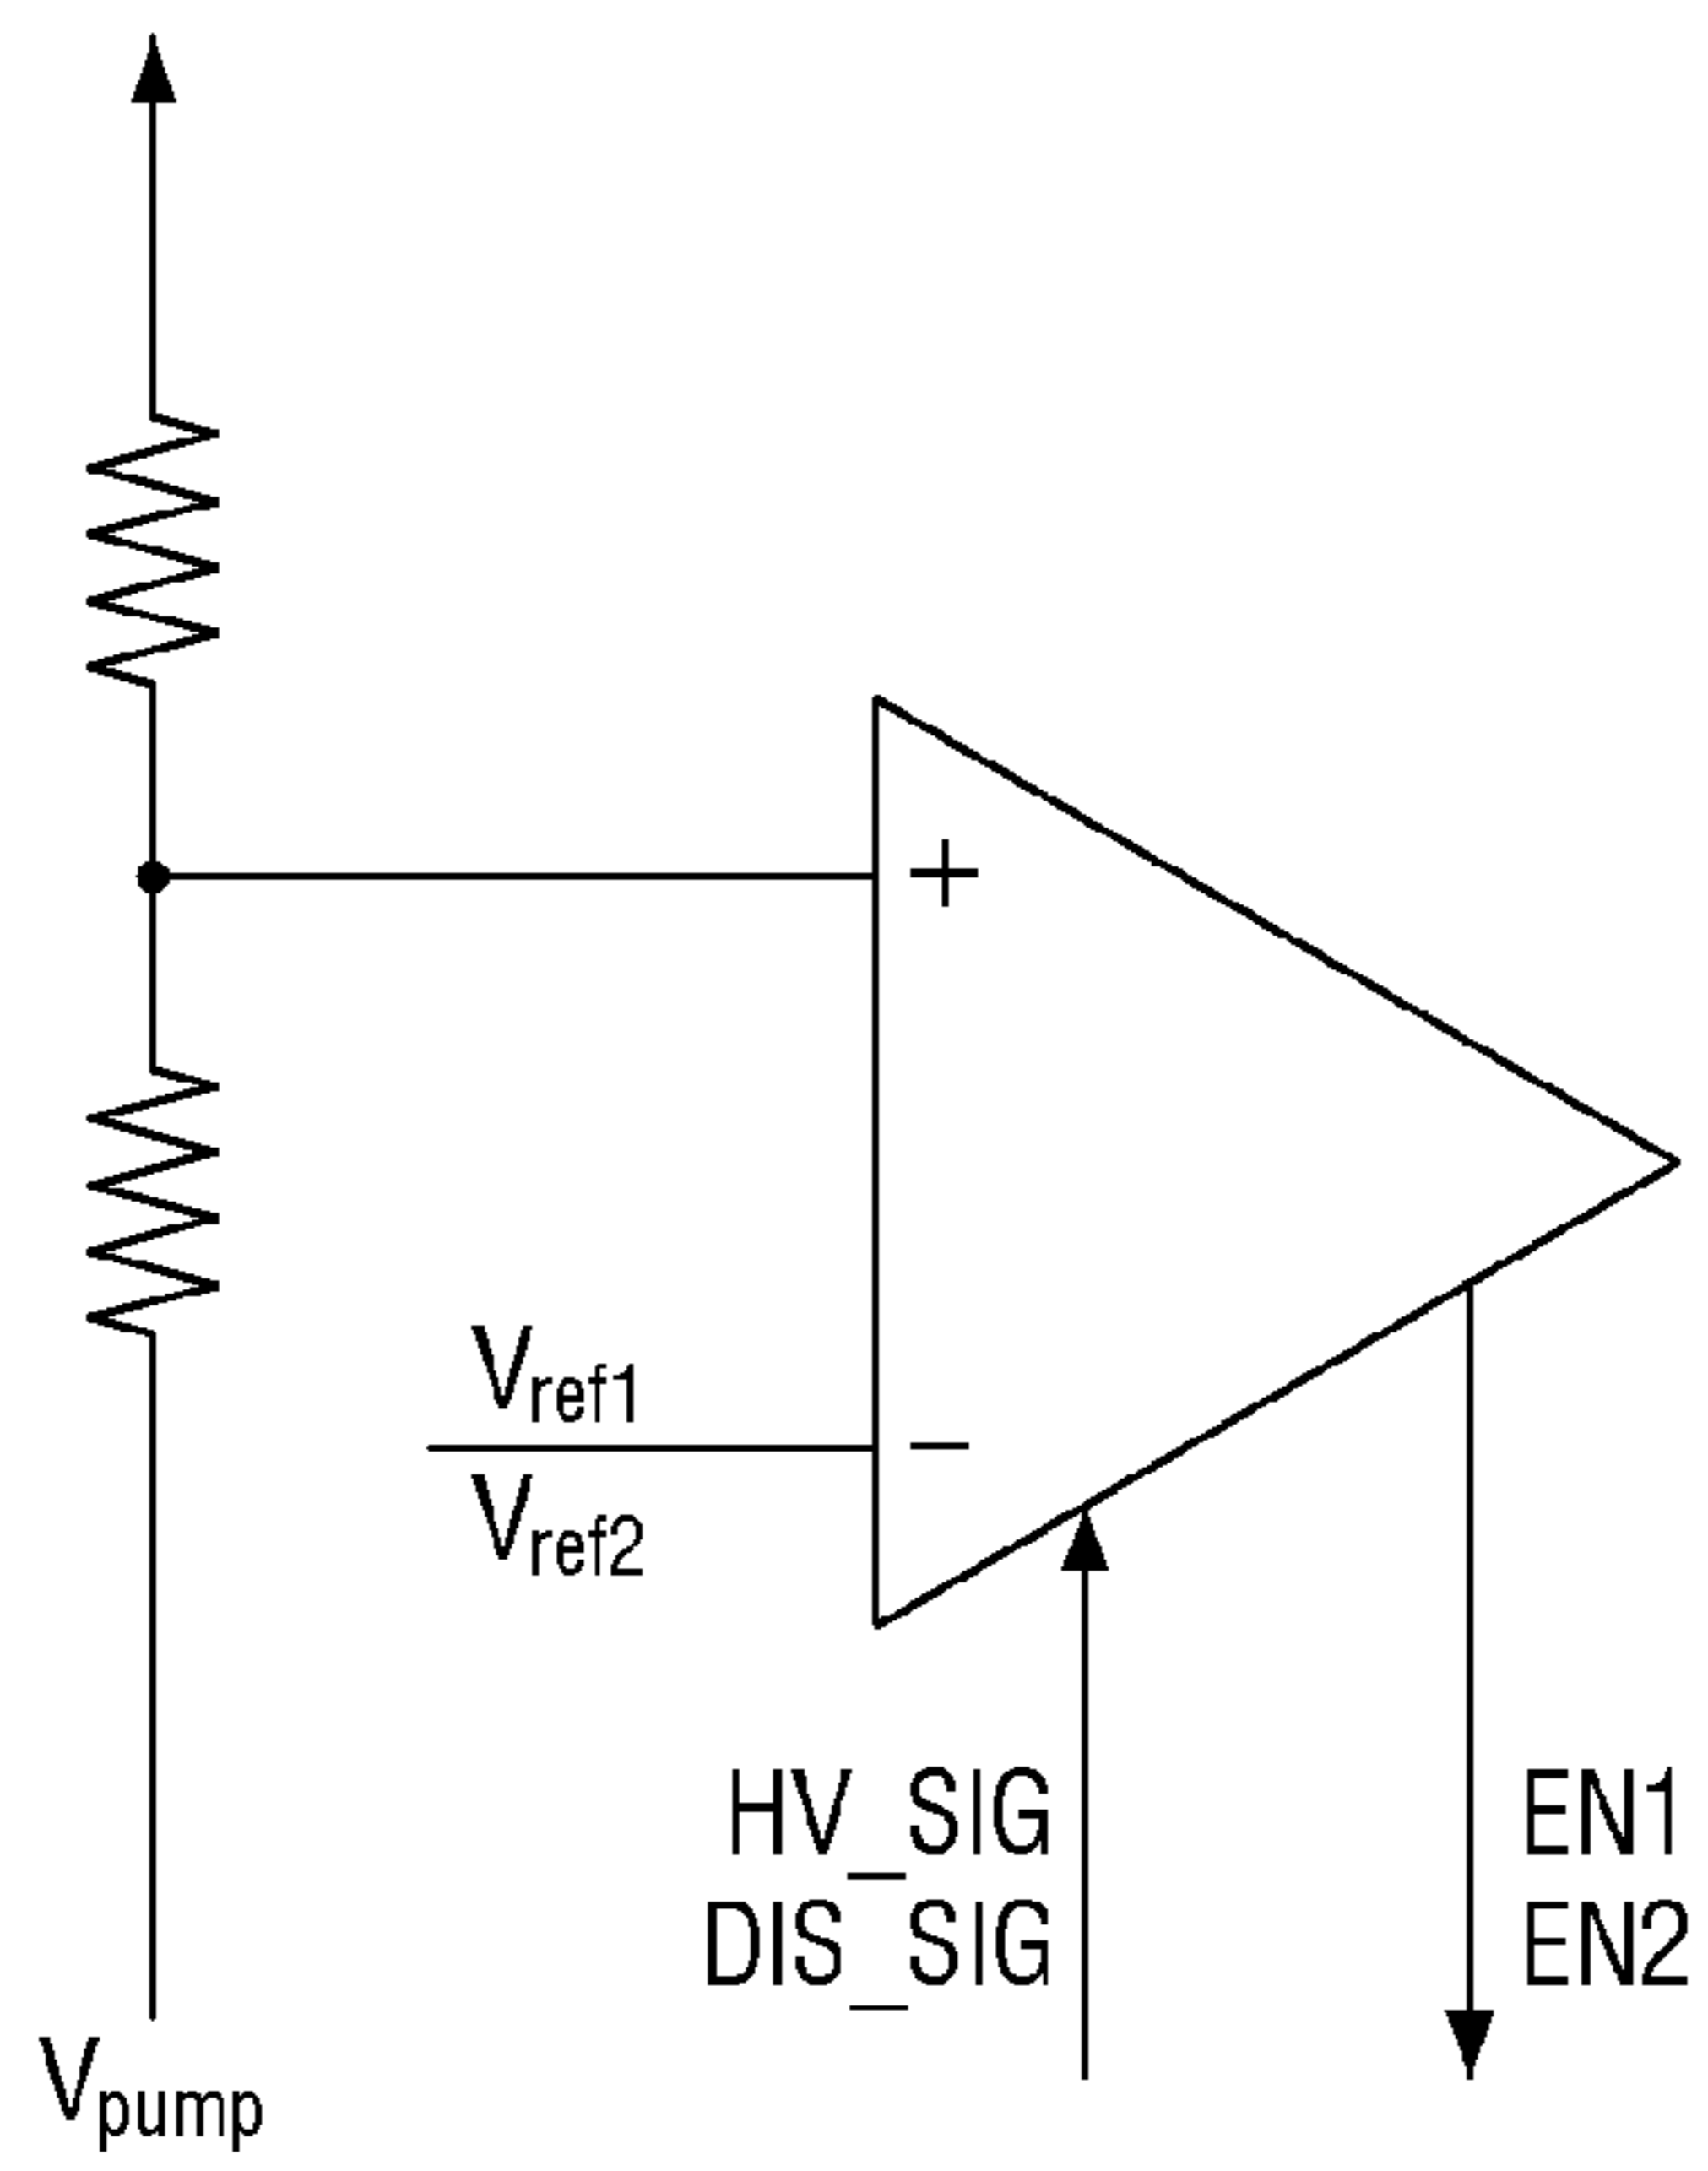 +
Vref1
−
Vref2
HV_SIG
DIS_SIG
EN1
EN2
Vpump